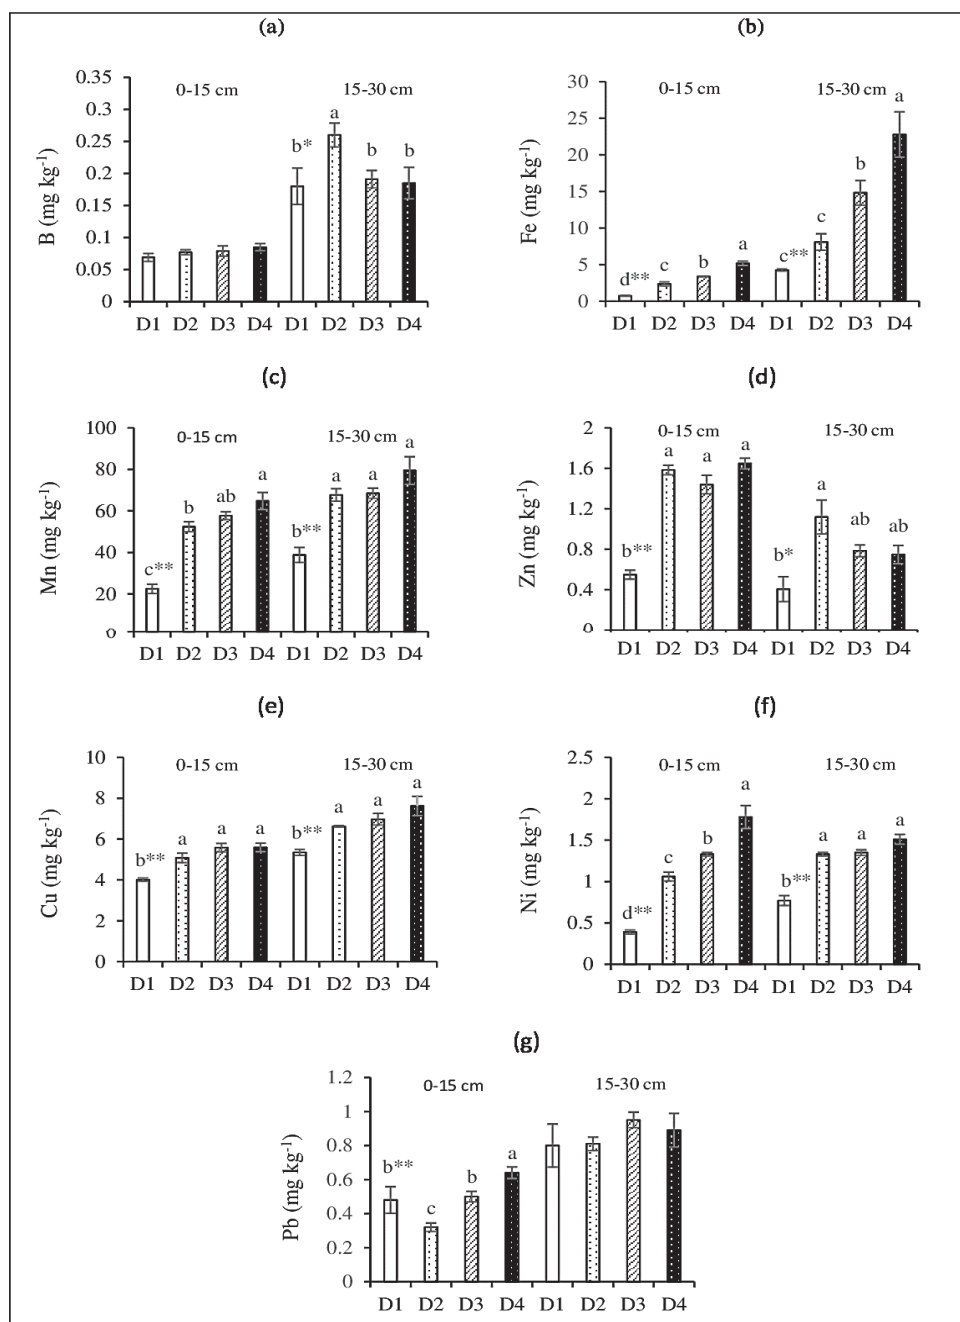 (a)
0.35
0.3
0.25
0.2
0.15
0.1
0.05
0
B (mg kg-1)
0-15 cm
15-30 cm
b*
a
b
b
D1 D2 D3 D4 D1 D2 D3 D4
(b)
30
25
20
15
10
5
0
Fe (mg kg-1)
0-15 cm
15-30 cm
d**
c
b
a
c**
c
b
a
D1 D2 D3 D4 D1 D2 D3 D4
(c)
100
80
60
40
20
0
Mn (mg kg-1)
0-15 cm
15-30 cm
c**
b
ab
a
b**
a
a
a
D1 D2 D3 D4 D1 D2 D3 D4
(d)
2
1.6
1.2
0.8
0.4
0
Zn (mg kg-1)
0-15 cm
15-30 cm
b**
a
a
a
b*
a
ab
ab
D1 D2 D3 D4 D1 D2 D3 D4
(e)
10
8
6
4
2
0
Cu (mg kg-1)
0-15 cm
15-30 cm
b**
a
a
a
b**
a
a
a
D1 D2 D3 D4 D1 D2 D3 D4
(f)
2.5
2
1.5
1
0.5
0
Ni (mg kg-1)
0-15 cm
15-30 cm
d**
c
b
a
b**
a
a
a
D1 D2 D3 D4 D1 D2 D3 D4
(g)
1.2
1
0.8
0.6
0.4
0.2
0
Pb (mg kg-1)
0-15 cm
15-30 cm
b**
c
b
a
D1 D2 D3 D4 D1 D2 D3 D4